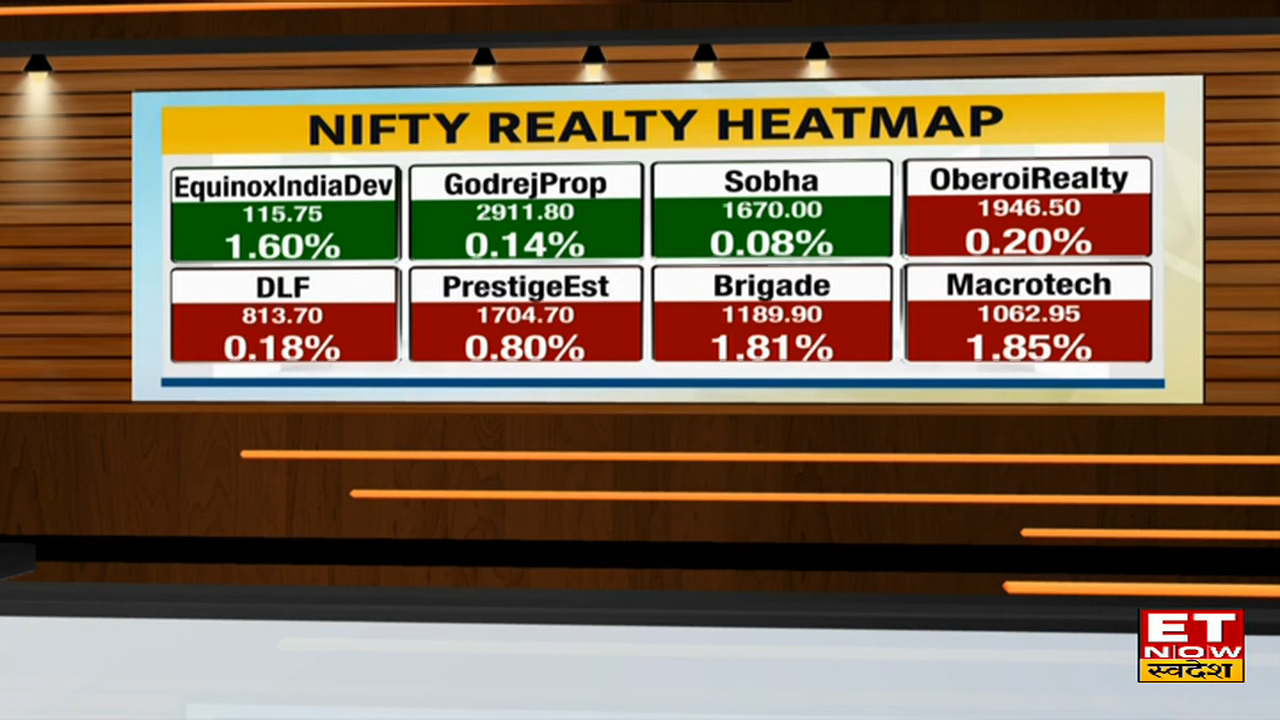 NIFTY REALTY HEATMAP
EquinoxIndiaDev
115.75
1.60%
GodrejProp
2911.80
0.14%
Sobha
1670.00
0.08%
OberoiRealty
1946.50
0.20%
DLF
813.70
0.18%
PrestigeEst
1704.70
0.80%
Brigade
1189.90
1.81%
Macrotech
1062.95
1.85%
ET
NOW
स्वदेश